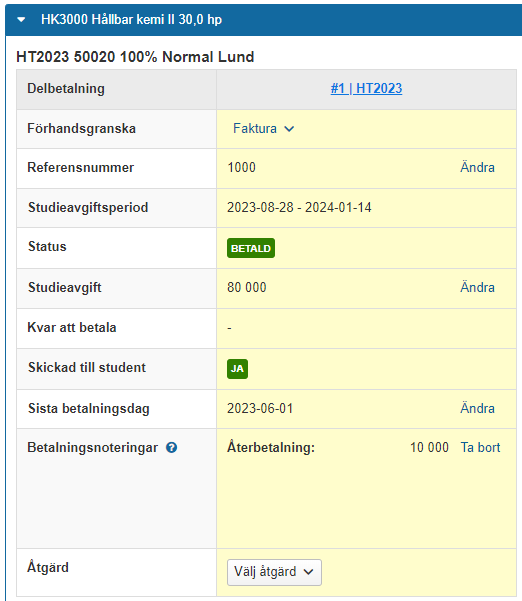 HK3000 Hållbar kemi II 30,0 hp
HT2023 50020 100% Normal Lund
Delbetalning #1 | HT2023
Förhandsgranska Faktura
Referensnummer 1000 Ändra
Studieavgiftsperiod 2023-08-28 - 2024-01-14
Status BETALD
Studieavgift 80 000 Ändra
Kvar att betala -
Skickad till student JA
Sista betalningsdag 2023-06-01 Ändra
Betalningsnoteringar ? Återbetalning: 10 000 Ta bort
Åtgärd Välj åtgärd